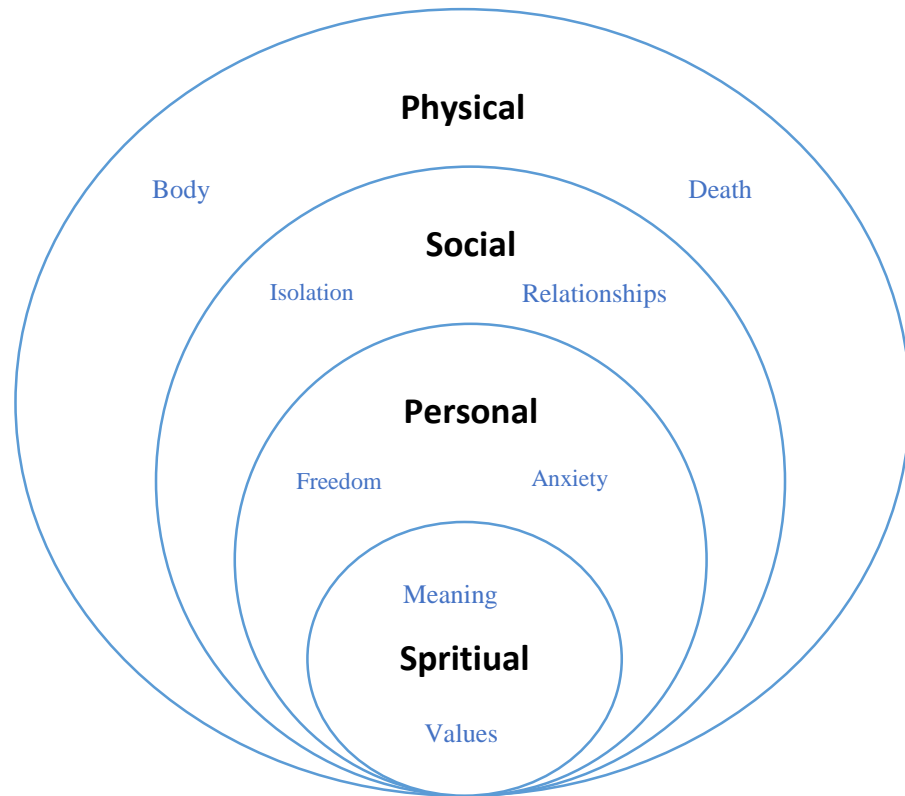 Physical
Body Death
Social
Isolation Relationships
Personal
Freedom Anxiety
Meaning
Spritiual
Values